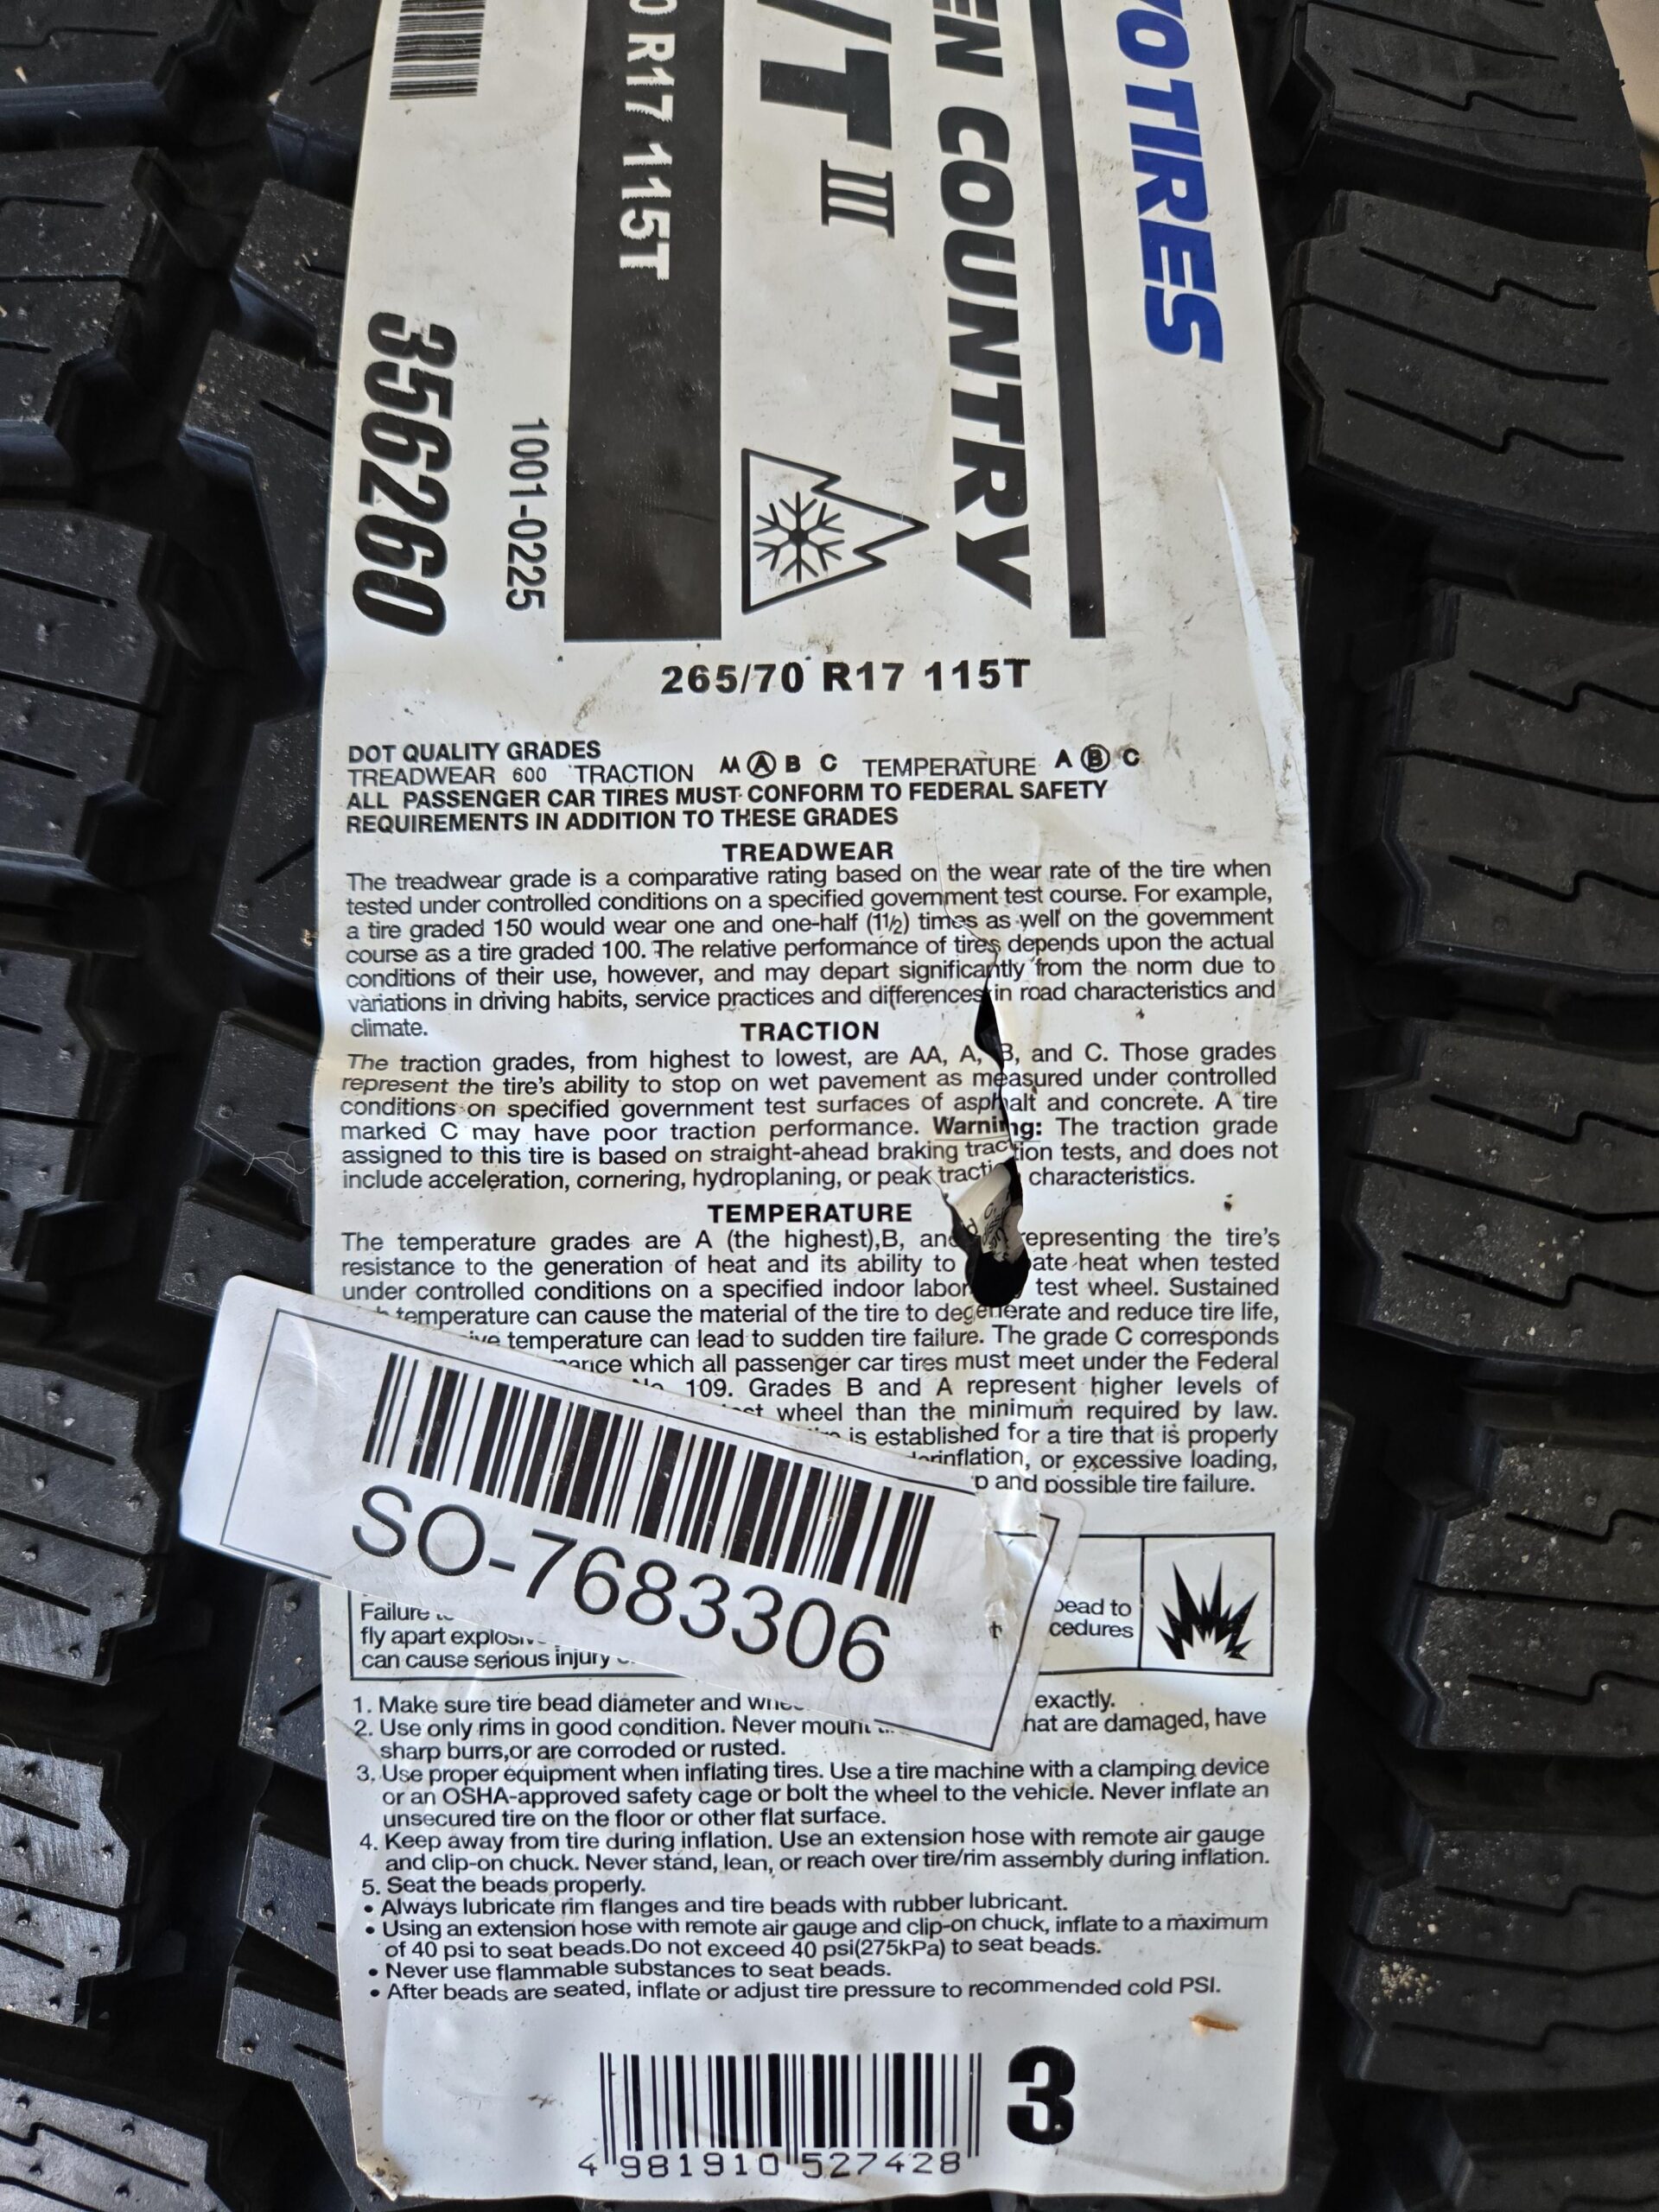 YO TIRES
EN COUNTRY
/T III
0 R17 115T
1001-0225
356260
265/70 R17 115T
DOT QUALITY GRADES
TREADWEAR 600 TRACTION AA A B C TEMPERATURE A B C
ALL PASSENGER CAR TIRES MUST CONFORM TO FEDERAL SAFETY
REQUIREMENTS IN ADDITION TO THESE GRADES
TREADWEAR
The treadwear grade is a comparative rating based on the wear rate of the tire when
tested under controlled conditions on a specified government test course. For example,
a tire graded 150 would wear one and one-half (1½) times as well on the government
course as a tire graded 100. The relative performance of tires depends upon the actual
conditions of their use, however, and may depart significantly from the norm due to
variations in driving habits, service practices and differences in road characteristics and
climate.
TRACTION
The traction grades, from highest to lowest, are AA, A, B, and C. Those grades
represent the tire's ability to stop on wet pavement as measured under controlled
conditions on specified government test surfaces of asphalt and concrete. A tire
marked C may have poor traction performance. Warning: The traction grade
assigned to this tire is based on straight-ahead braking traction tests, and does not
include acceleration, cornering, hydroplaning, or peak tracti characteristics.
TEMPERATURE
The temperature grades are A (the highest),B, and representing the tire's
resistance to the generation of heat and its ability to ate heat when tested
under controlled conditions on a specified indoor labor test wheel. Sustained
temperature can cause the material of the tire to degenerate and reduce tire life,
ive temperature can lead to sudden tire failure. The grade C corresponds
mance which all passenger car tires must meet under the Federal
No. 109. Grades B and A represent higher levels of
wheel than the minimum required by law.
is established for a tire that is properly
erinflation, or excessive loading,
p and possible tire failure.
SO-7683306
Failure to bead to
fly apart explosiv cedures
can cause serious injury
1. Make sure tire bead diameter and whee exactly.
2. Use only rims in good condition. Never mount hat are damaged, have
sharp burrs,or are corroded or rusted.
3. Use proper equipment when inflating tires. Use a tire machine with a clamping device
or an OSHA-approved safety cage or bolt the wheel to the vehicle. Never inflate an
unsecured tire on the floor or other flat surface.
4. Keep away from tire during inflation. Use an extension hose with remote air gauge
and clip-on chuck. Never stand, lean, or reach over tire/rim assembly during inflation.
5. Seat the beads properly.
• Always lubricate rim flanges and tire beads with rubber lubricant.
• Using an extension hose with remote air gauge and clip-on chuck, inflate to a maximum
of 40 psi to seat beads.Do not exceed 40 psi(275kPa) to seat beads.
• Never use flammable substances to seat beads.
• After beads are seated, inflate or adjust tire pressure to recommended cold PSI.
3
4 981910 527428